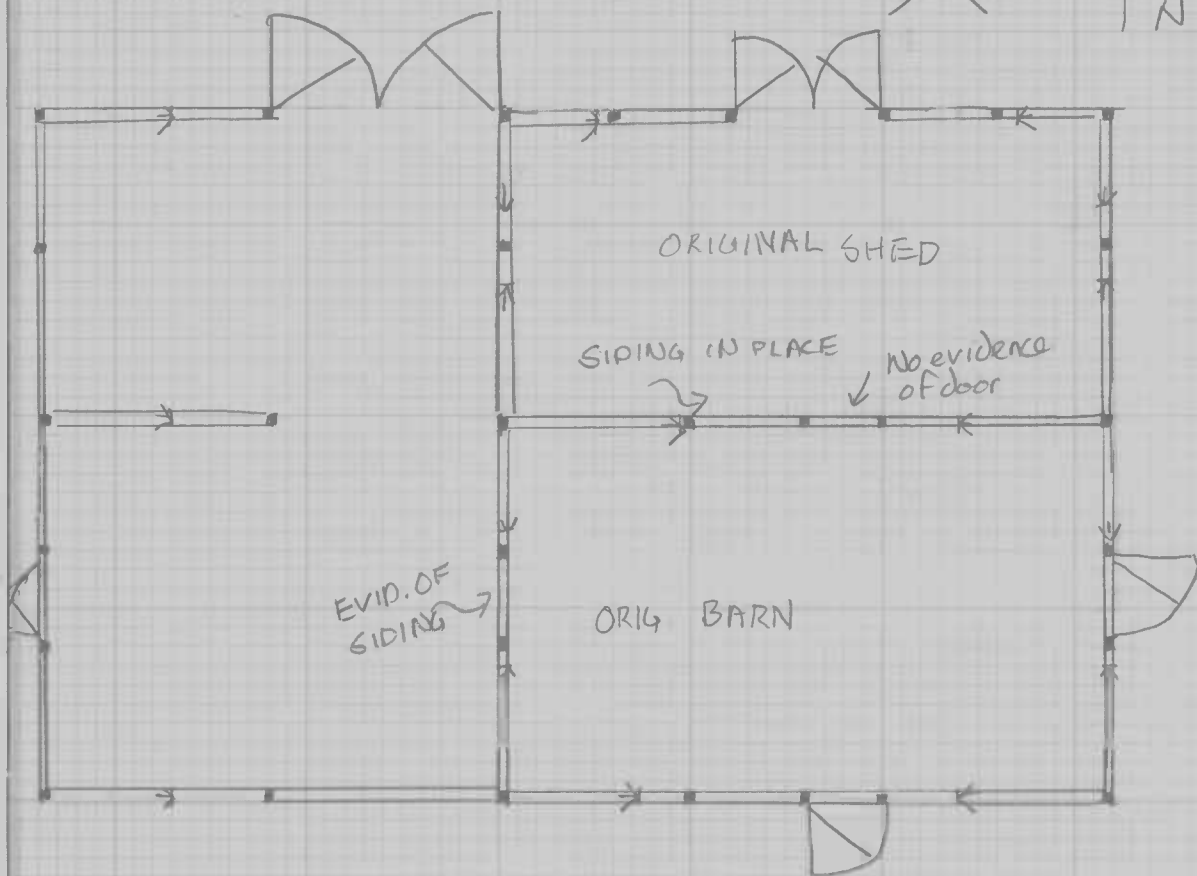 N
ORIGINAL SHED
SIDING IN PLACE
No evidence
of door
EVID. OF
SIDING
ORIG BARN